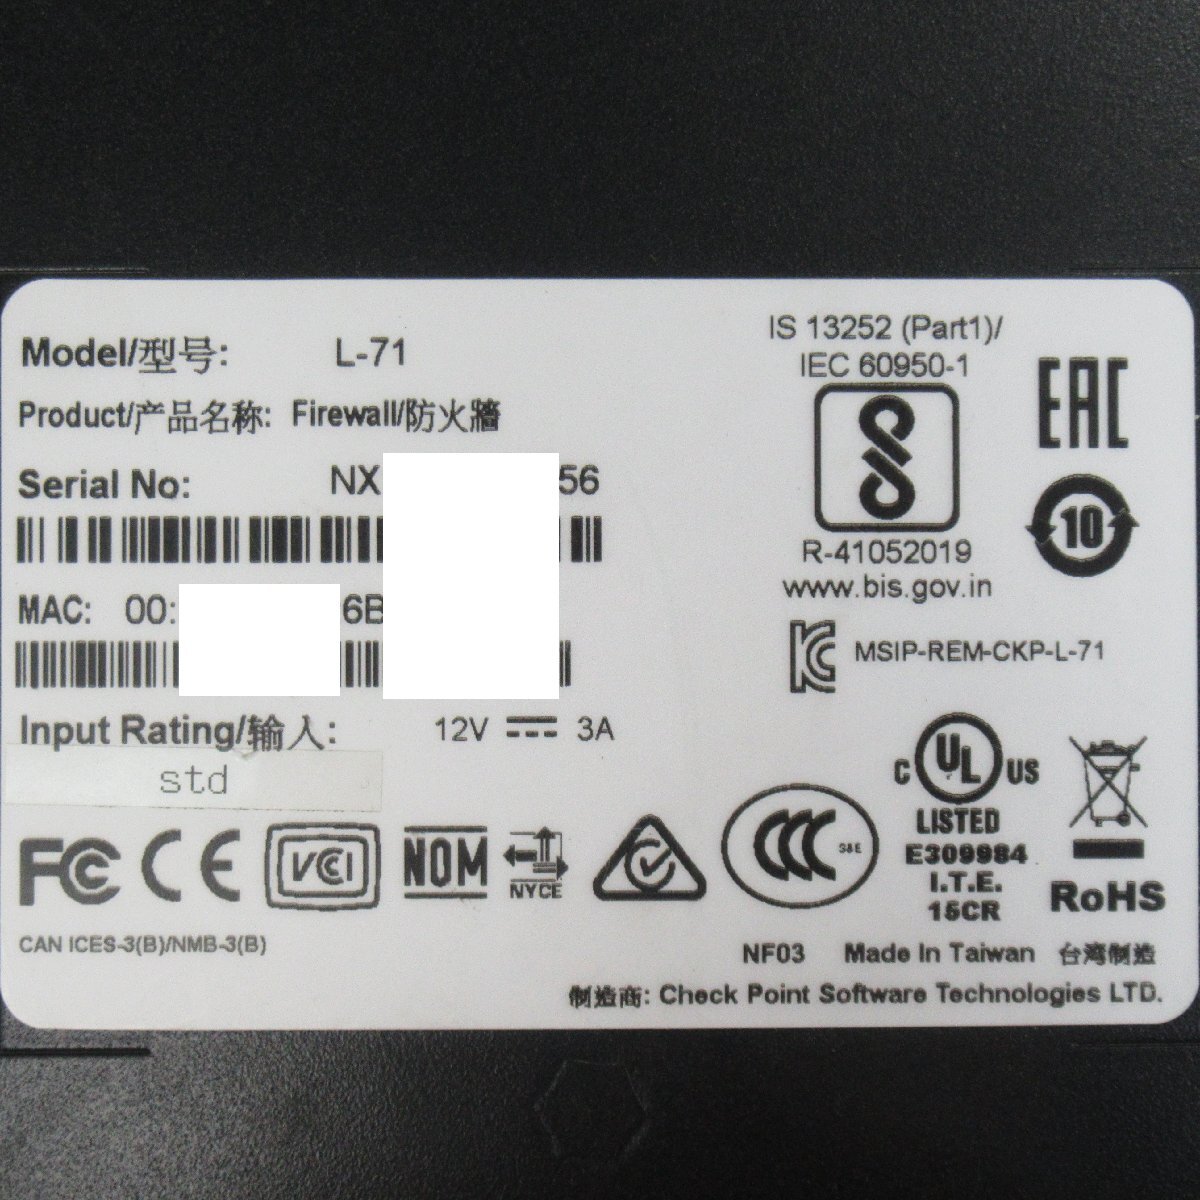 Model/型号: L-71
Product/产品名称: Firewall/防火牆
Serial No: NX 56
MAC: 00: 6B
Input Rating/输入: 12V 3A
std
IS 13252 (Part1)/
IEC 60950-1
R-41052019
www.bis.gov.in
EAC
10
MSIP-REM-CKP-L-71
C UL US
LISTED
E309984
I.T.E.
15CR
RoHS
FC CE VCCI NOM NYCE CCC S&E
CAN ICES-3(B)/NMB-3(B)
NF03 Made In Taiwan 台湾制造
制造商: Check Point Software Technologies LTD.